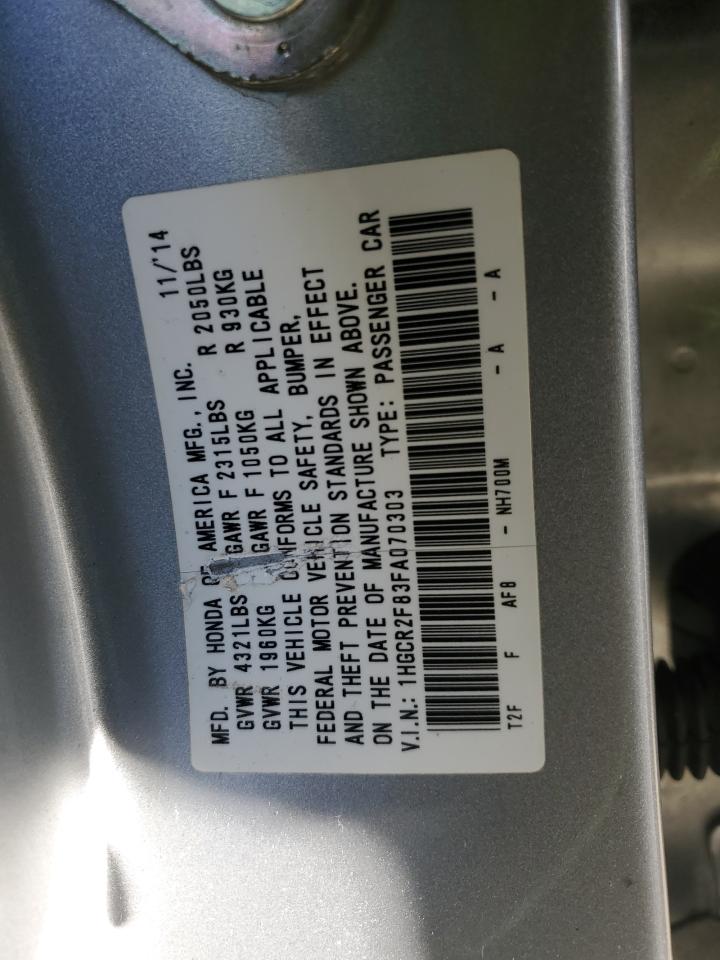 MFD. BY HONDA OF AMERICA MFG., INC. 11/'14
GVWR 4321LBS GAWR F 2315LBS R 2050LBS
GVWR 1960KG GAWR F 1050KG R 930KG
THIS VEHICLE CONFORMS TO ALL APPLICABLE
FEDERAL MOTOR VEHICLE SAFETY, BUMPER,
AND THEFT PREVENTION STANDARDS IN EFFECT
ON THE DATE OF MANUFACTURE SHOWN ABOVE.
V.I.N.: 1HGCR2F83FA070303 TYPE: PASSENGER CAR
T2F F AF8 - NH700M - A - A